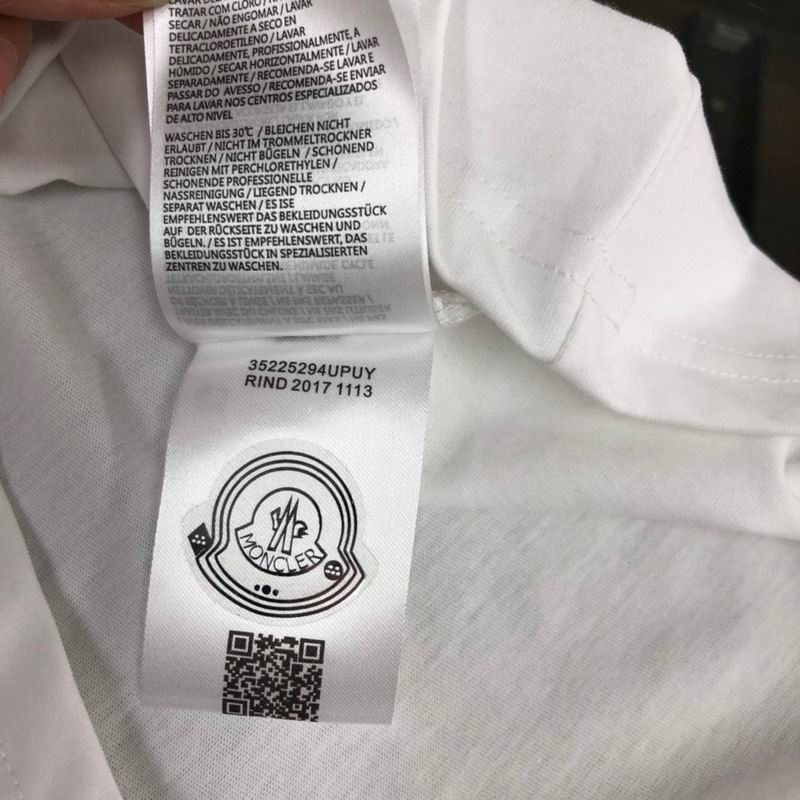 TRATAR COM CLORO / NÃO
SECAR / NÃO ENGOMAR / LAVAR
DELICADAMENTE A SECO EN
TETRACLOROETILENO / LAVAR
DELICADAMENTE, PROFISSIONALMENTE, A
HÚMIDO / SECAR HORIZONTALMENTE / LAVAR
SEPARADAMENTE / RECOMENDA-SE LAVAR E
PASSAR DO AVESSO / RECOMENDA-SE ENVIAR
PARA LAVAR NOS CENTROS ESPECIALIZADOS
DE ALTO NIVEL
WASCHEN BIS 30℃ / BLEICHEN NICHT
ERLAUBT / NICHT IM TROMMELTROCKNER
TROCKNEN / NICHT BÜGELN / SCHONEND
REINIGEN MIT PERCHLORETHYLEN /
SCHONENDE PROFESSIONELLE
NASSREINIGUNG / LIEGEND TROCKNEN /
SEPARAT WASCHEN / ES ISE
EMPFEHLENSWERT DAS BEKLEIDUNGSSTÜCK
AUF DER RÜCKSEITE ZU WASCHEN UND
BÜGELN. / ES IST EMPFEHLENSWERT, DAS
BEKLEIDUNGSSTÜCK IN SPEZIALISIERTEN
ZENTREN ZU WASCHEN.
35225294UPUY
RIND 2017 1113
MONCLER